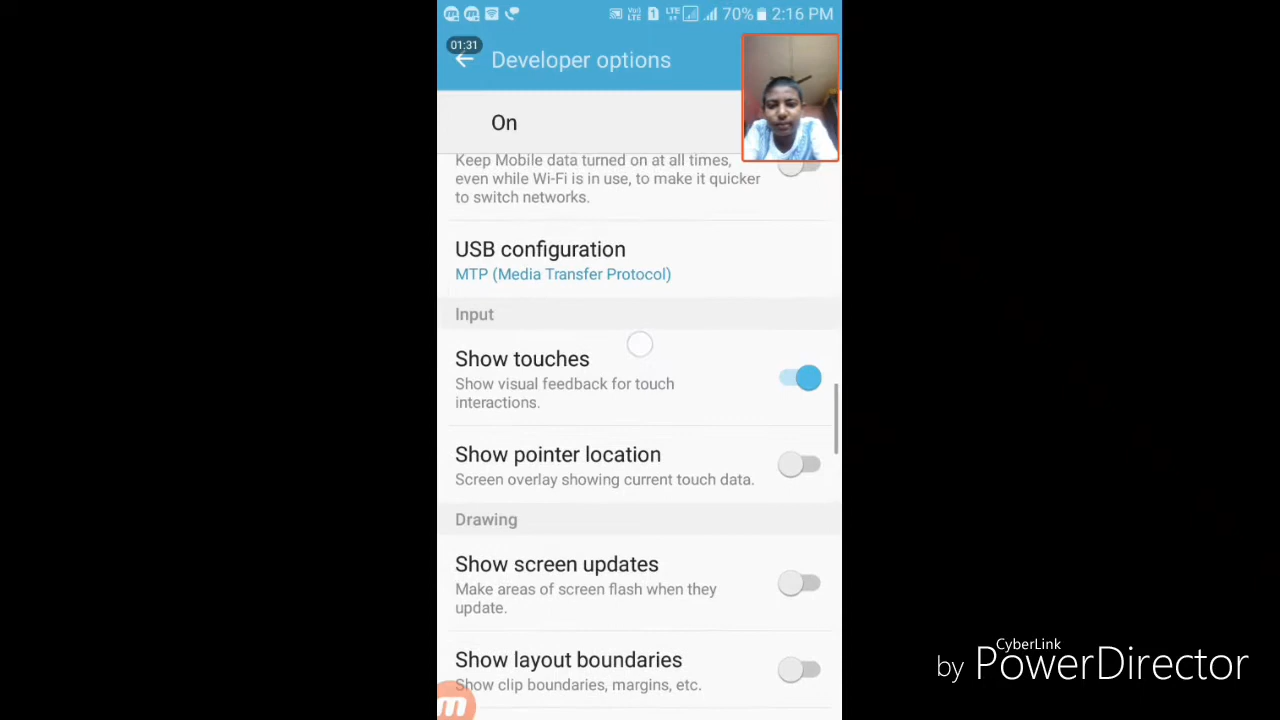 70% 2:16 PM
01:31
Developer options
On
Keep Mobile data turned on at all times,
even while Wi-Fi is in use, to make it quicker
to switch networks.
USB configuration
MTP (Media Transfer Protocol)
Input
Show touches
Show visual feedback for touch
interactions.
Show pointer location
Screen overlay showing current touch data.
Drawing
Show screen updates
Make areas of screen flash when they
update.
Show layout boundaries
Show clip boundaries, margins, etc.
CyberLink
by PowerDirector